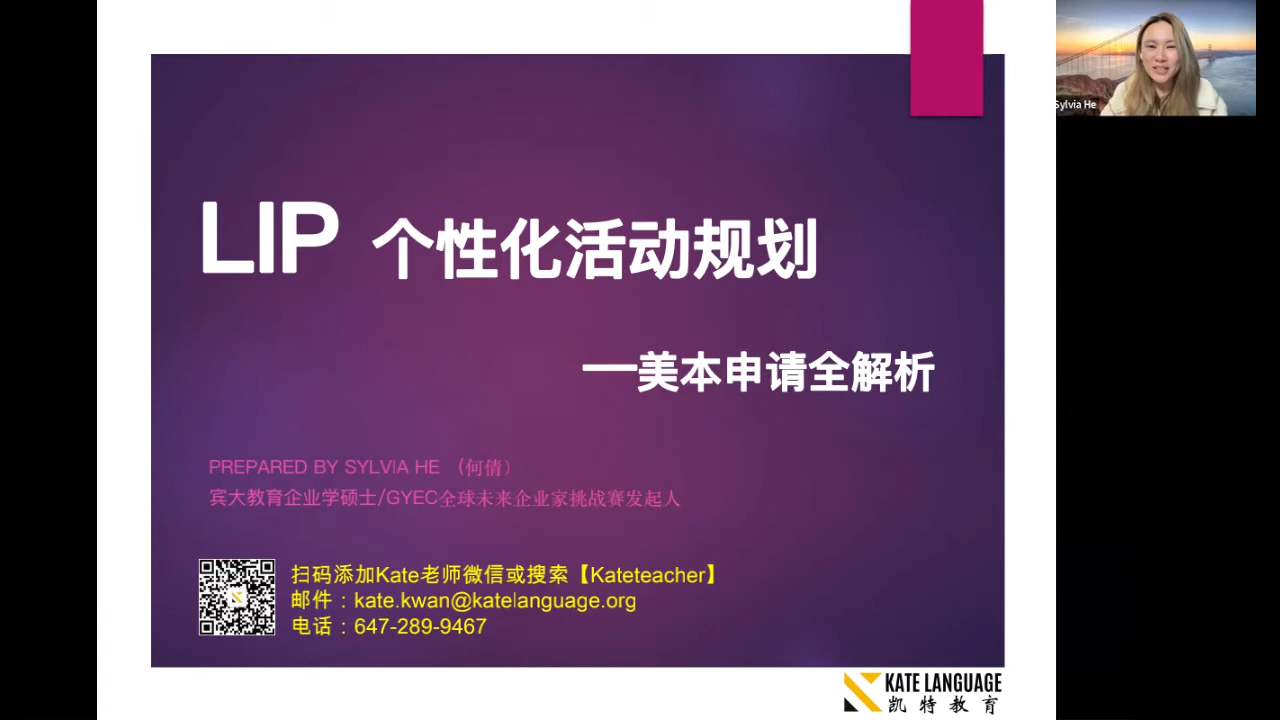 LIP 个性化活动规划
—美本申请全解析
PREPARED BY SYLVIA HE （何倩）
宾大教育企业学硕士/GYEC全球未来企业家挑战赛发起人
扫码添加Kate老师微信或搜索【Kateteacher】
邮件：kate.kwan@katelanguage.org
电话：647-289-9467
KATE LANGUAGE
凯特教育
Sylvia He